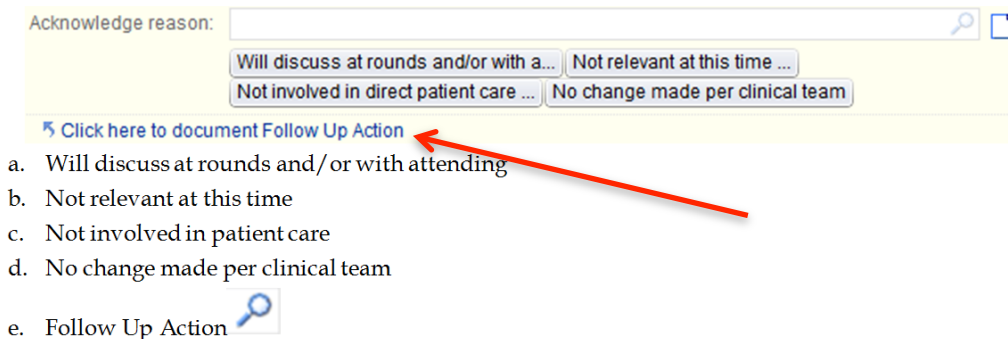 Acknowledge reason:
Will discuss at rounds and/or with a... Not relevant at this time ...
Not involved in direct patient care ... No change made per clinical team
Click here to document Follow Up Action
a. Will discuss at rounds and/or with attending
b. Not relevant at this time
c. Not involved in patient care
d. No change made per clinical team
e. Follow Up Action